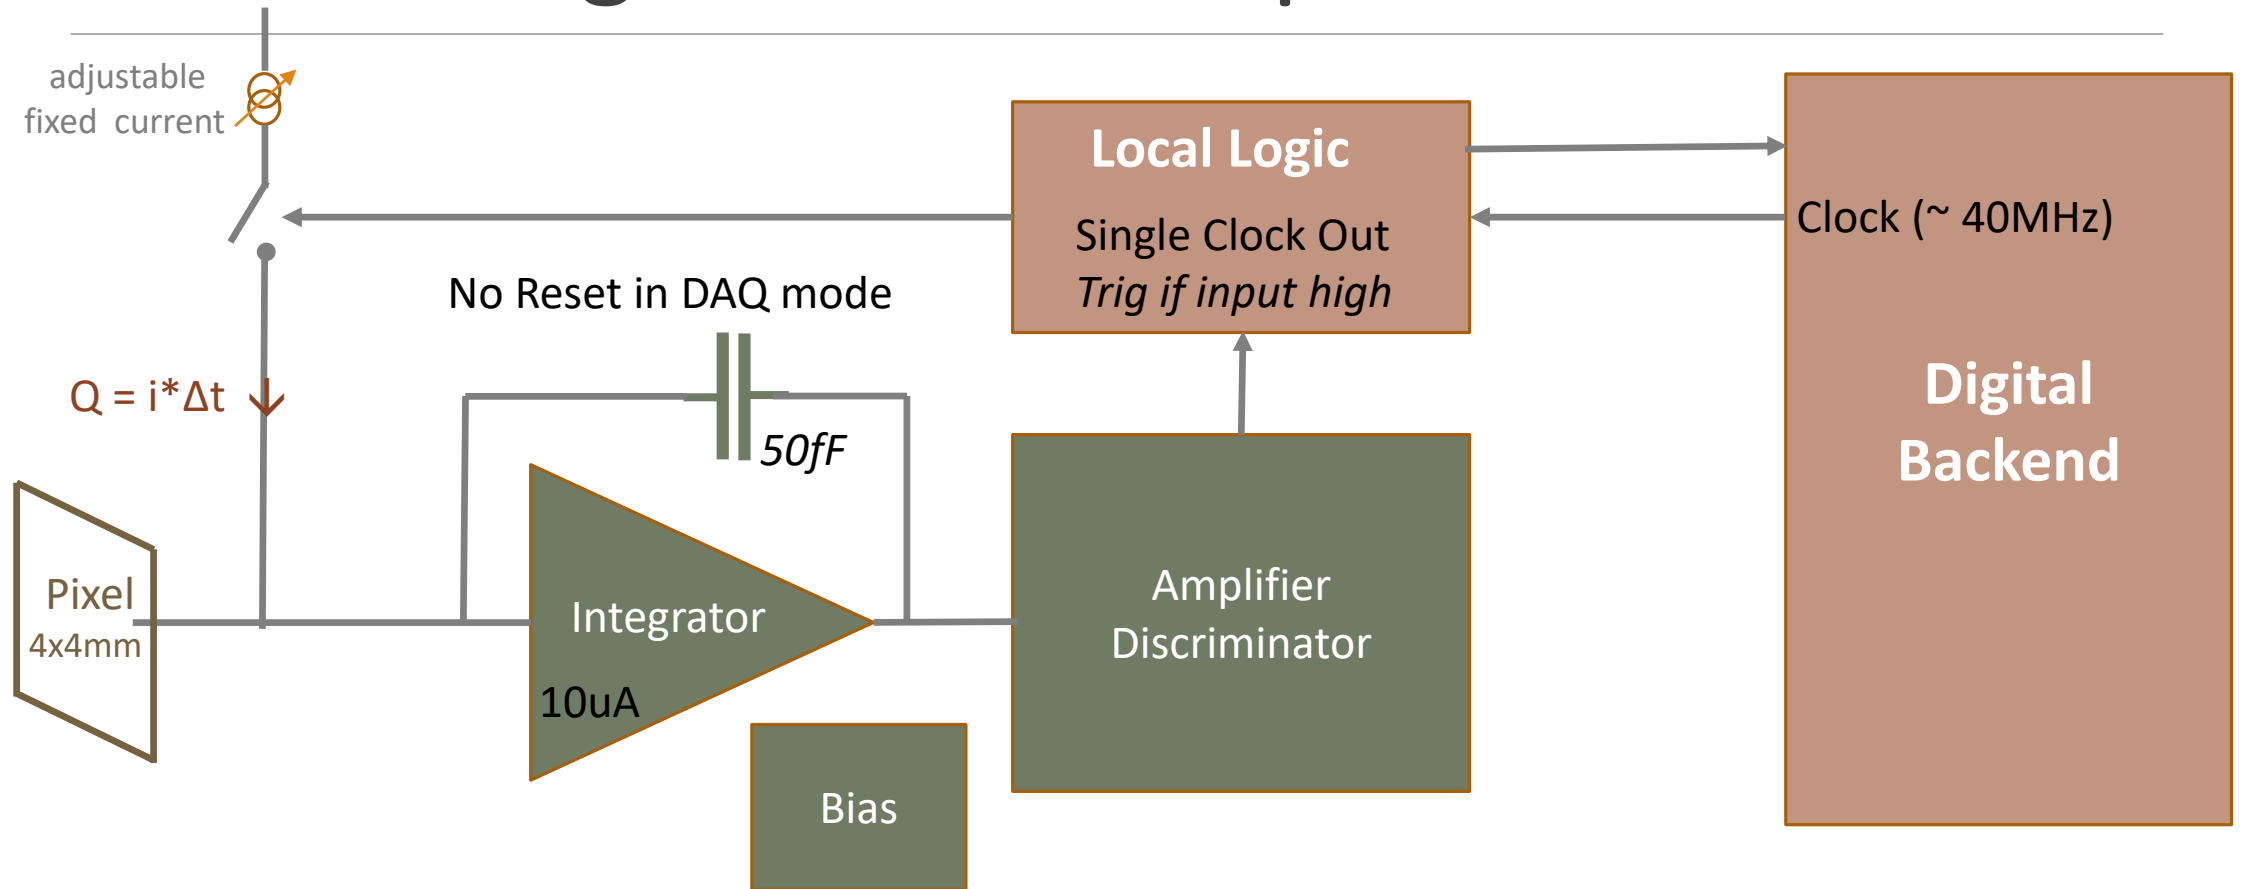 adjustable
fixed  current
Local Logic
Single Clock Out
Trig if input high
Clock (~ 40MHz)
No Reset in DAQ mode
Q = i*Δt
50fF
Digital
Backend
Pixel
4x4mm
Integrator
10uA
Amplifier
Discriminator
Bias